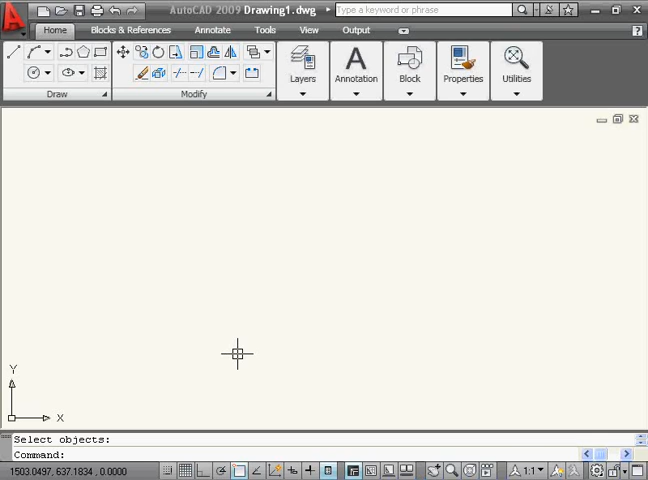 AutoCAD 2009 Drawing1.dwg
Type a keyword or phrase
Home Blocks & References Annotate Tools View Output
Layers Annotation Block Properties Utilities
Draw Modify
Y
X
Select objects:
Command:
1503.0497, 637.1834, 0.0000
1:1